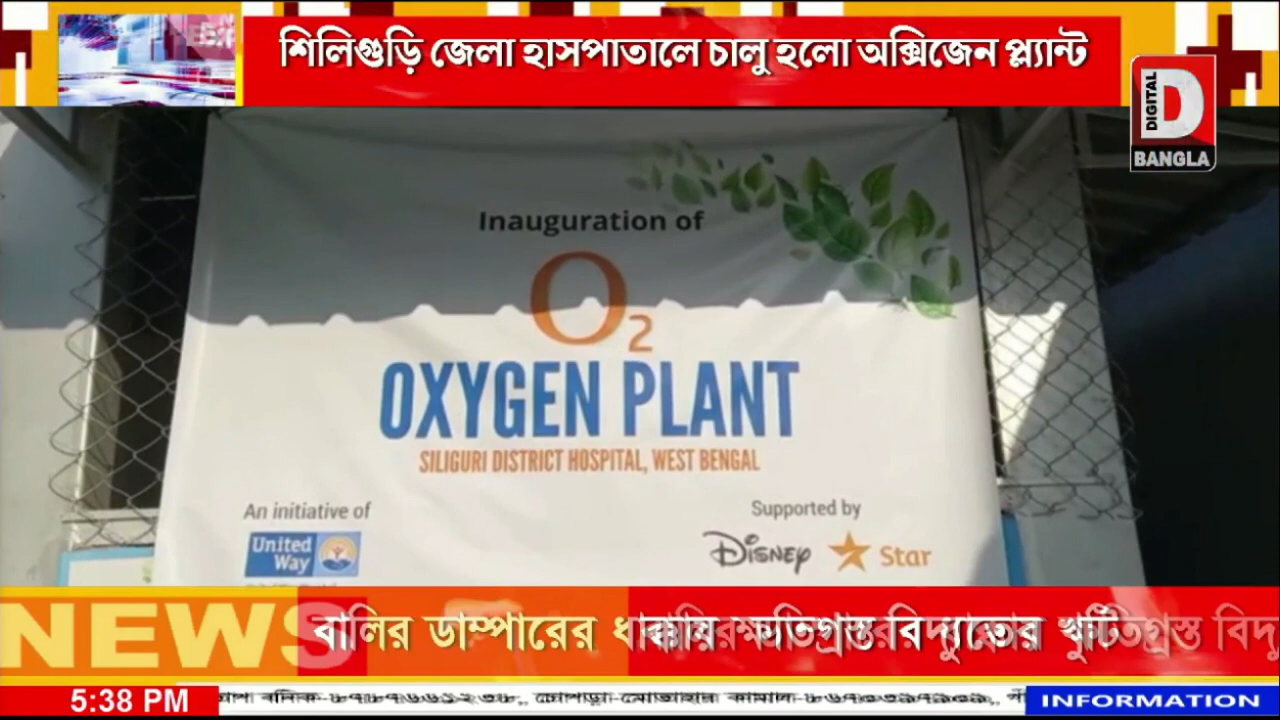 শিলিগুড়ি জেলা হাসপাতালে চালু হলো অক্সিজেন প্ল্যান্ট
DIGITAL
D
BANGLA
Inauguration of
O2
OXYGEN PLANT
SILIGURI DISTRICT HOSPITAL, WEST BENGAL
An initiative of
Supported by
United
Way
Disney
Star
NEWS
বালির ডাম্পারের ধাক্কায় ক্ষতিগ্রস্ত বিদ্যুতের খুঁটি
5:38 PM
INFORMATION